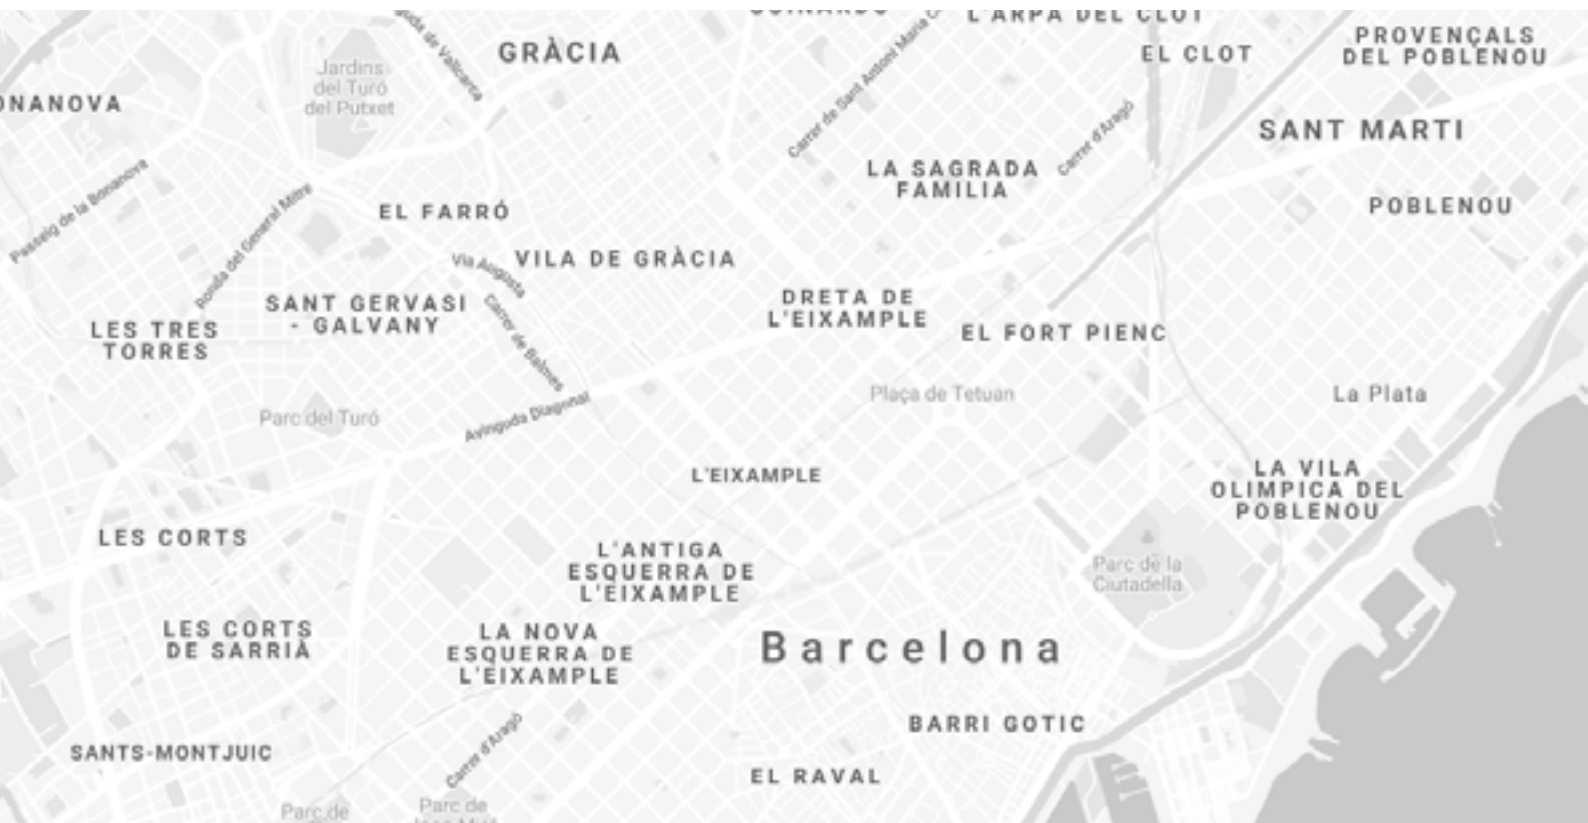 L'ARPA DEL CLOT
GRÀCIA
EL CLOT
PROVENÇALS
DEL POBLENOU
Jardins
del Turó
del Putxet
Carrer de Sant Antoni Maria
SANT MARTI
Carrer d'Aragó
Passeig de la Bonanova
LA SAGRADA
FAMILIA
Ronda del General Mitre
EL FARRÓ
POBLENOU
Via Augusta
VILA DE GRÀCIA
SANT GERVASI
- GALVANY
Carrer de Balmes
DRETA DE
L'EIXAMPLE
LES TRES
TORRES
EL FORT PIENC
Plaça de Tetuan
La Plata
Parc del Turó
Avinguda Diagonal
L'EIXAMPLE
LA VILA
OLIMPICA DEL
POBLENOU
LES CORTS
L'ANTIGA
ESQUERRA DE
L'EIXAMPLE
Parc de la
Ciutadella
LES CORTS
DE SARRIÀ
LA NOVA
ESQUERRA DE
L'EIXAMPLE
Barcelona
BARRI GOTIC
SANTS-MONTJUIC
Carrer d'Aragó
EL RAVAL
Parc de
Parc de